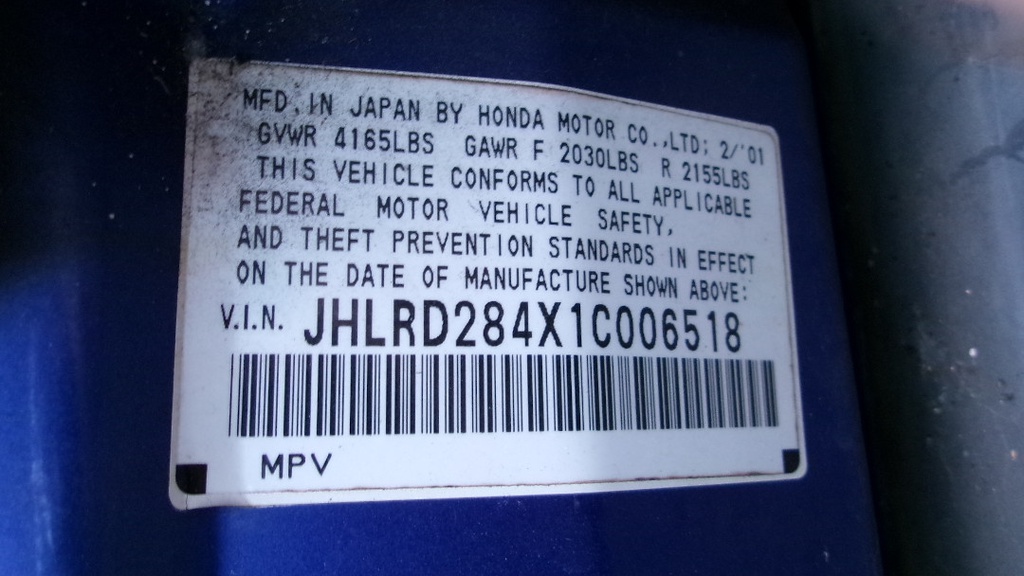 MFD. IN JAPAN BY HONDA MOTOR CO.,LTD; 2/'01
GVWR 4165LBS GAWR F 2030LBS R 2155LBS
THIS VEHICLE CONFORMS TO ALL APPLICABLE
FEDERAL MOTOR VEHICLE SAFETY,
AND THEFT PREVENTION STANDARDS IN EFFECT
ON THE DATE OF MANUFACTURE SHOWN ABOVE:
V.I.N. JHLRD284X1C006518
MPV